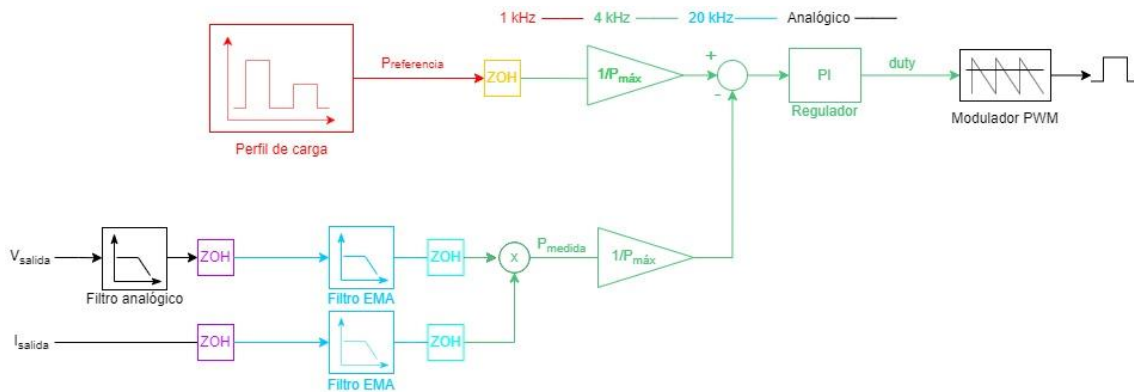 1 kHz 4 kHz 20 kHz Analógico
Preferencia
ZOH
1/Pmáx
+
-
PI
Regulador
duty
Modulador PWM
Perfil de carga
Vsalida
Filtro analógico
ZOH
Filtro EMA
ZOH
x
Pmedida
1/Pmáx
Isalida
ZOH
Filtro EMA
ZOH